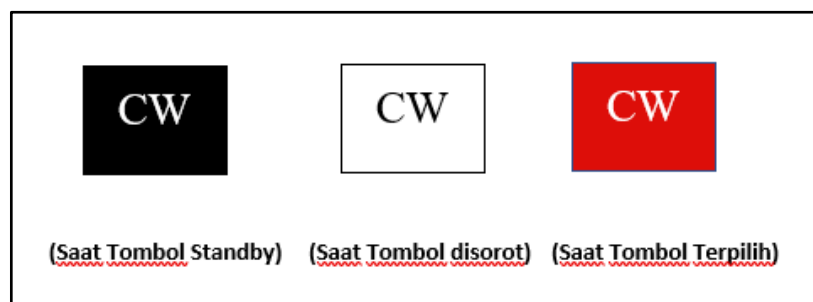 CW CW CW
(Saat Tombol Standby) (Saat Tombol disorot) (Saat Tombol Terpilih)